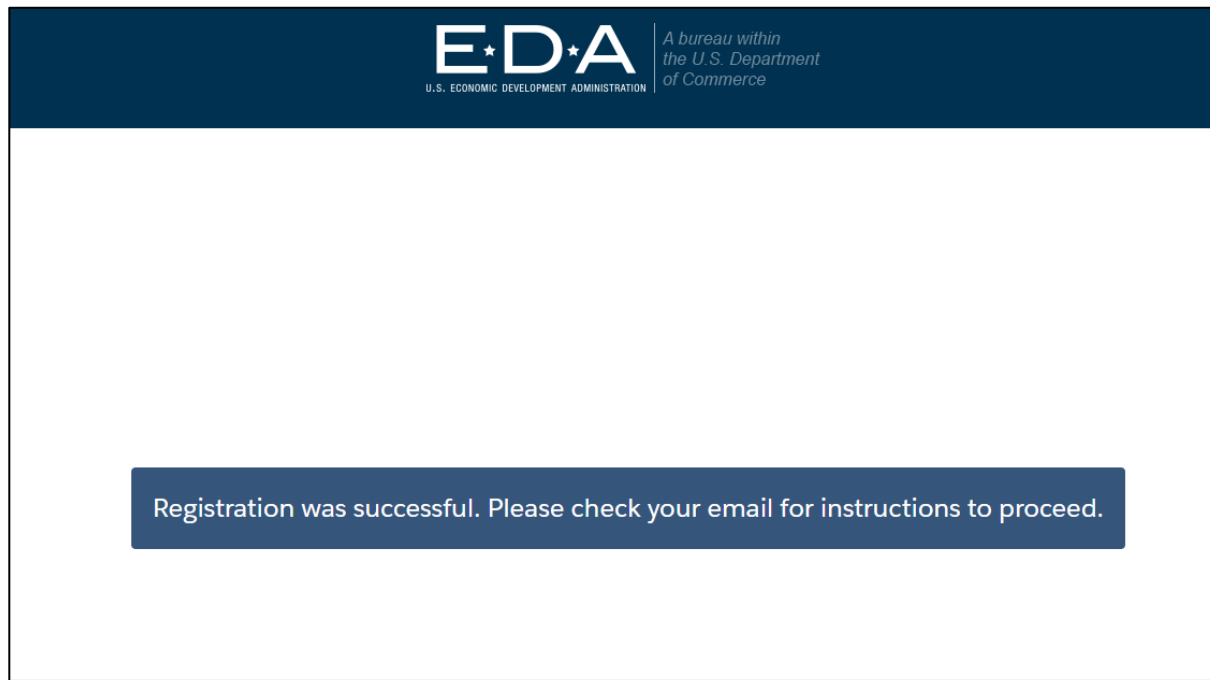 E★D★A
U.S. ECONOMIC DEVELOPMENT ADMINISTRATION
A bureau within
the U.S. Department
of Commerce
Registration was successful. Please check your email for instructions to proceed.